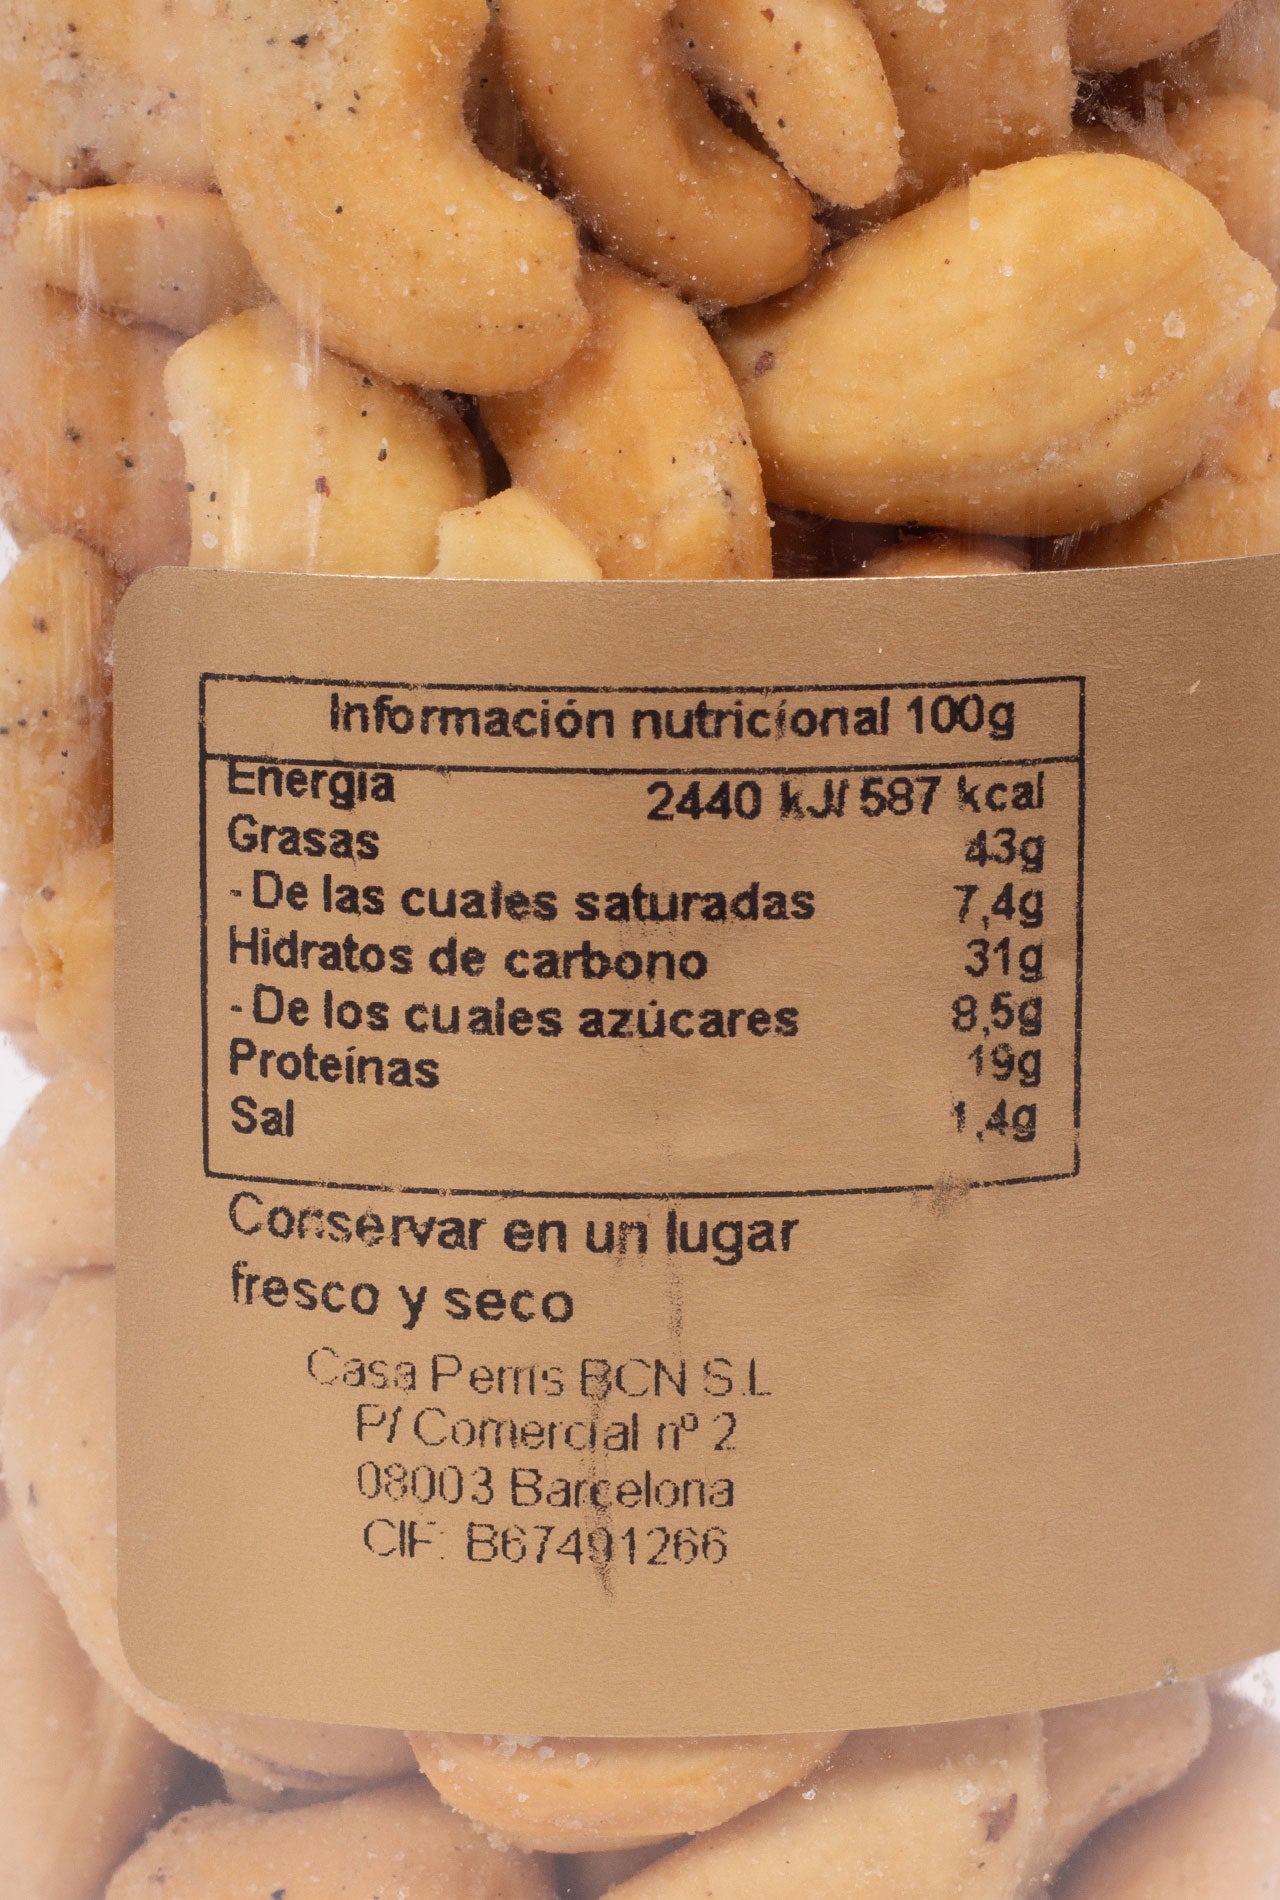 Información nutricional 100g
Energía 2440 kJ/ 587 kcal
Grasas 43g
- De las cuales saturadas 7,4g
Hidratos de carbono 31g
- De los cuales azúcares 8,5g
Proteínas 19g
Sal 1,4g
Conservar en un lugar
fresco y seco
Casa Perris BCN S.L
P/ Comercial nº 2
08003 Barcelona
CIF: B67491266